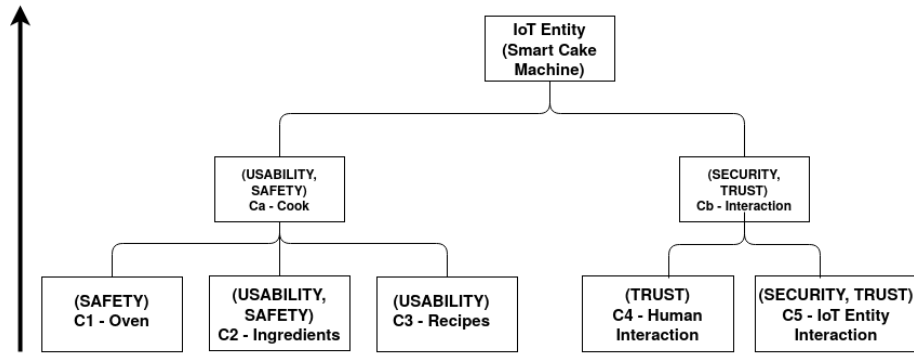 IoT Entity
(Smart Cake
Machine)
(USABILITY,
SAFETY)
Ca - Cook
(SECURITY,
TRUST)
Cb - Interaction
(SAFETY)
C1 - Oven
(USABILITY,
SAFETY)
C2 - Ingredients
(USABILITY)
C3 - Recipes
(TRUST)
C4 - Human
Interaction
(SECURITY, TRUST)
C5 - IoT Entity
Interaction